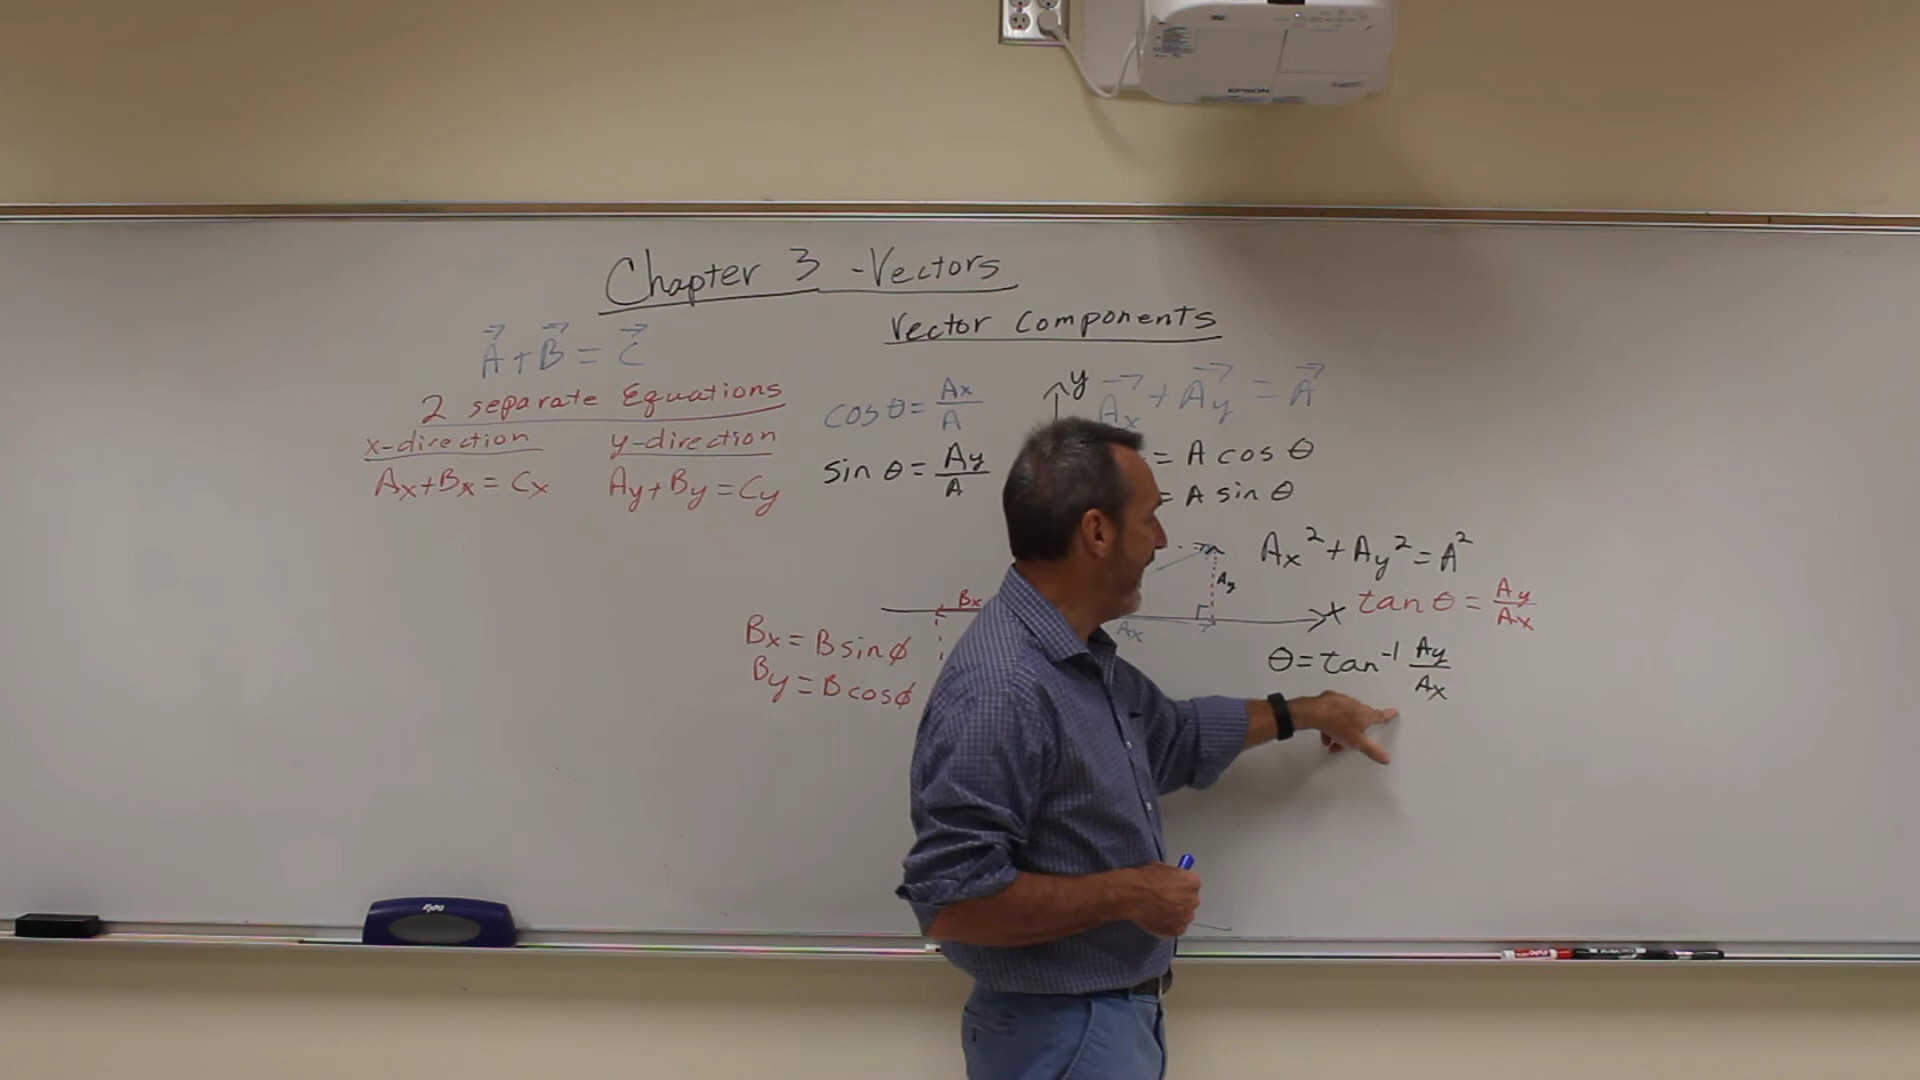 EPSON
Chapter 3 - Vectors
Vector Components
A⃗ + B⃗ = C⃗
2 separate Equations
x-direction
Ax + Bx = Cx
y-direction
Ay + By = Cy
cos θ = Ax/A
sin θ = Ay/A
y
A⃗x + A⃗y = A⃗
= A cos θ
= A sin θ
Ax² + Ay² = A²
tan θ = Ay/Ax
θ = tan⁻¹ Ay/Ax
Ay
Ax
x
Bx
Bx = B sin ϕ
By = B cos ϕ
expo